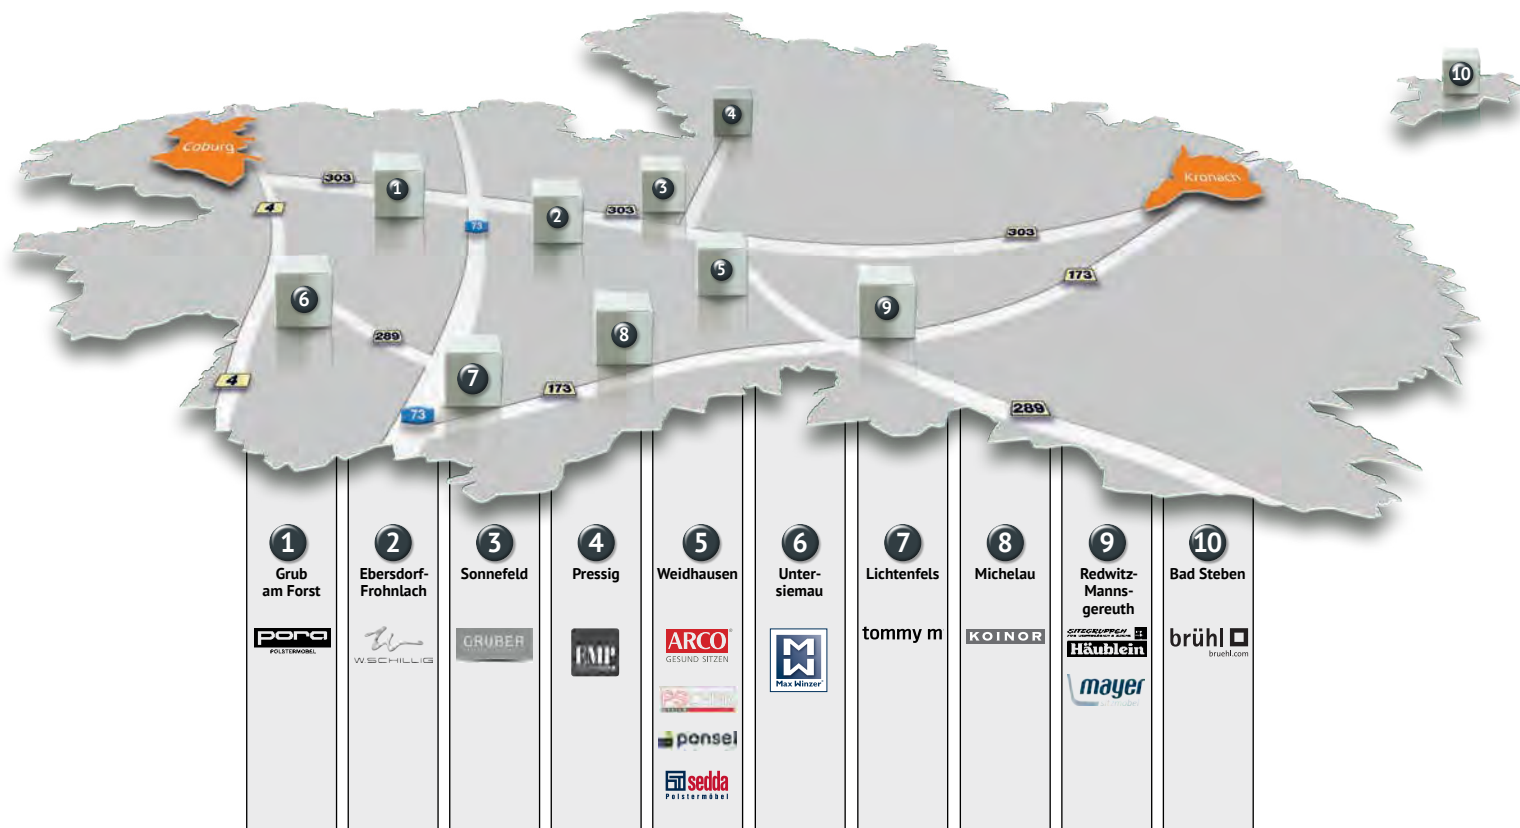 10
4
Coburg
Kronach
303
1
3
4
2
303
73
303
5
173
6
9
289
8
7
4
173
73
289
1
Grub
am Forst
pora
POLSTERMÖBEL
2
Ebersdorf-
Frohnlach
W.SCHILLIG
3
Sonnefeld
GRUBER
4
Pressig
EMP
5
Weidhausen
ARCO
GESUND SITZEN
ponsel
sedda
Polstermöbel
6
Unter-
siemau
Max Winzer®
7
Lichtenfels
tommy m
8
Michelau
KOINOR
9
Redwitz-
Manns-
gereuth
SITZGRUPPEN
Häublein
mayer
10
Bad Steben
brühl
bruehl.com